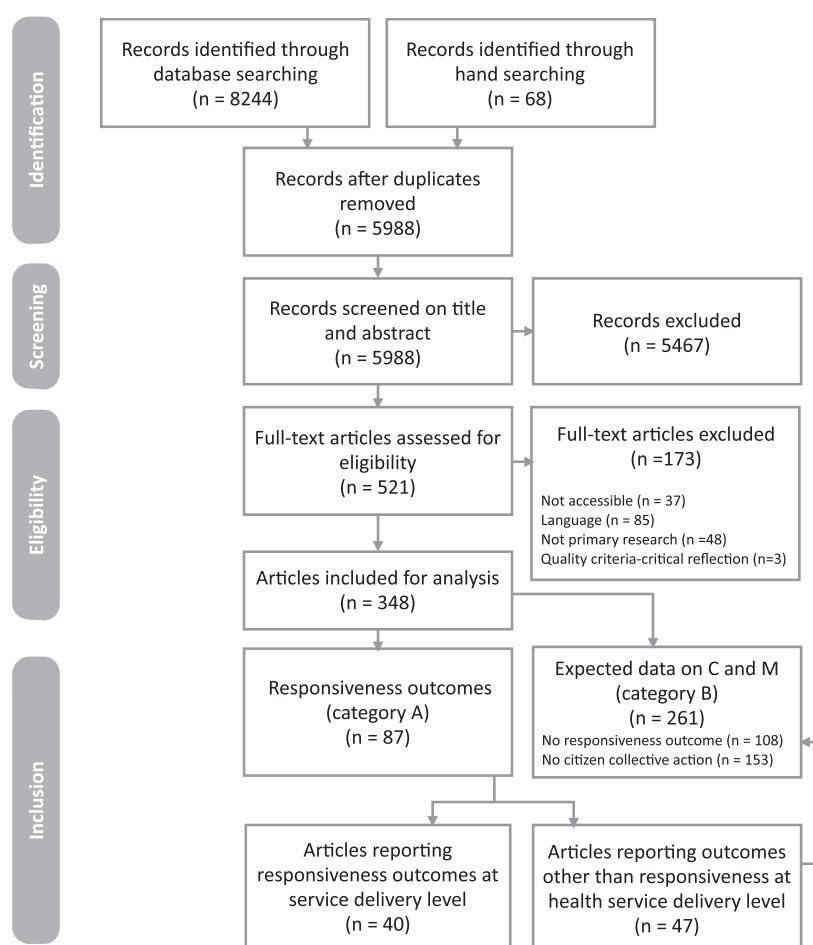 Identification
Records identified through
database searching
(n = 8244)
Records identified through
hand searching
(n = 68)
Records after duplicates
removed
(n = 5988)
Screening
Records screened on title
and abstract
(n = 5988)
Records excluded
(n = 5467)
Eligibility
Full-text articles assessed for
eligibility
(n = 521)
Full-text articles excluded
(n =173)
Not accessible (n = 37)
Language (n = 85)
Not primary research (n =48)
Quality criteria-critical reflection (n=3)
Articles included for analysis
(n = 348)
Inclusion
Responsiveness outcomes
(category A)
(n = 87)
Expected data on C and M
(category B)
(n = 261)
No responsiveness outcome (n = 108)
No citizen collective action (n = 153)
Articles reporting
responsiveness outcomes at
service delivery level
(n = 40)
Articles reporting outcomes
other than responsiveness at
health service delivery level
(n = 47)